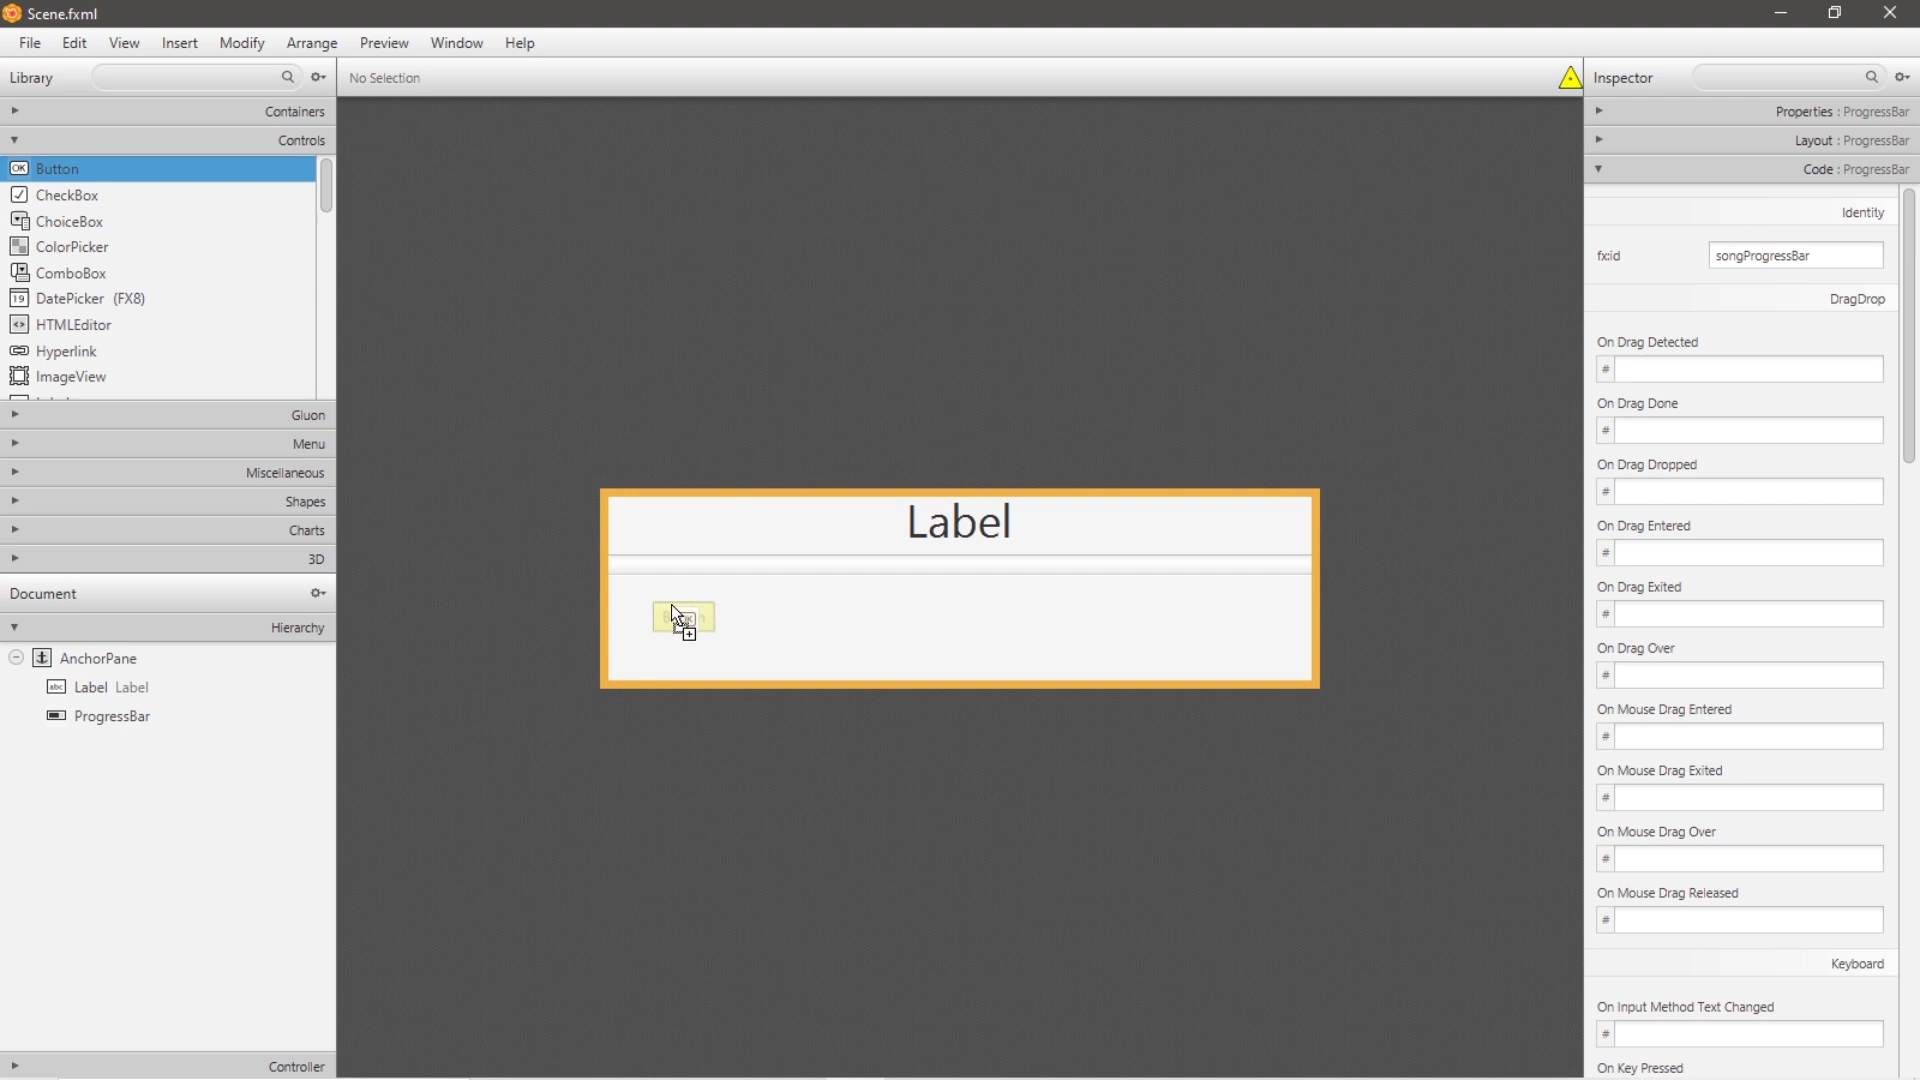 Scene.fxml
File Edit View Insert Modify Arrange Preview Window Help
Library
No Selection
Inspector
Containers
Controls
OK Button
CheckBox
ChoiceBox
ColorPicker
ComboBox
19 DatePicker (FX8)
HTMLEditor
Hyperlink
ImageView
Gluon
Menu
Miscellaneous
Shapes
Charts
3D
Document
Hierarchy
AnchorPane
abc Label Label
ProgressBar
Controller
Label
Properties : ProgressBar
Layout : ProgressBar
Code : ProgressBar
Identity
fx:id songProgressBar
DragDrop
On Drag Detected
#
On Drag Done
#
On Drag Dropped
#
On Drag Entered
#
On Drag Exited
#
On Drag Over
#
On Mouse Drag Entered
#
On Mouse Drag Exited
#
On Mouse Drag Over
#
On Mouse Drag Released
#
Keyboard
On Input Method Text Changed
#
On Key Pressed